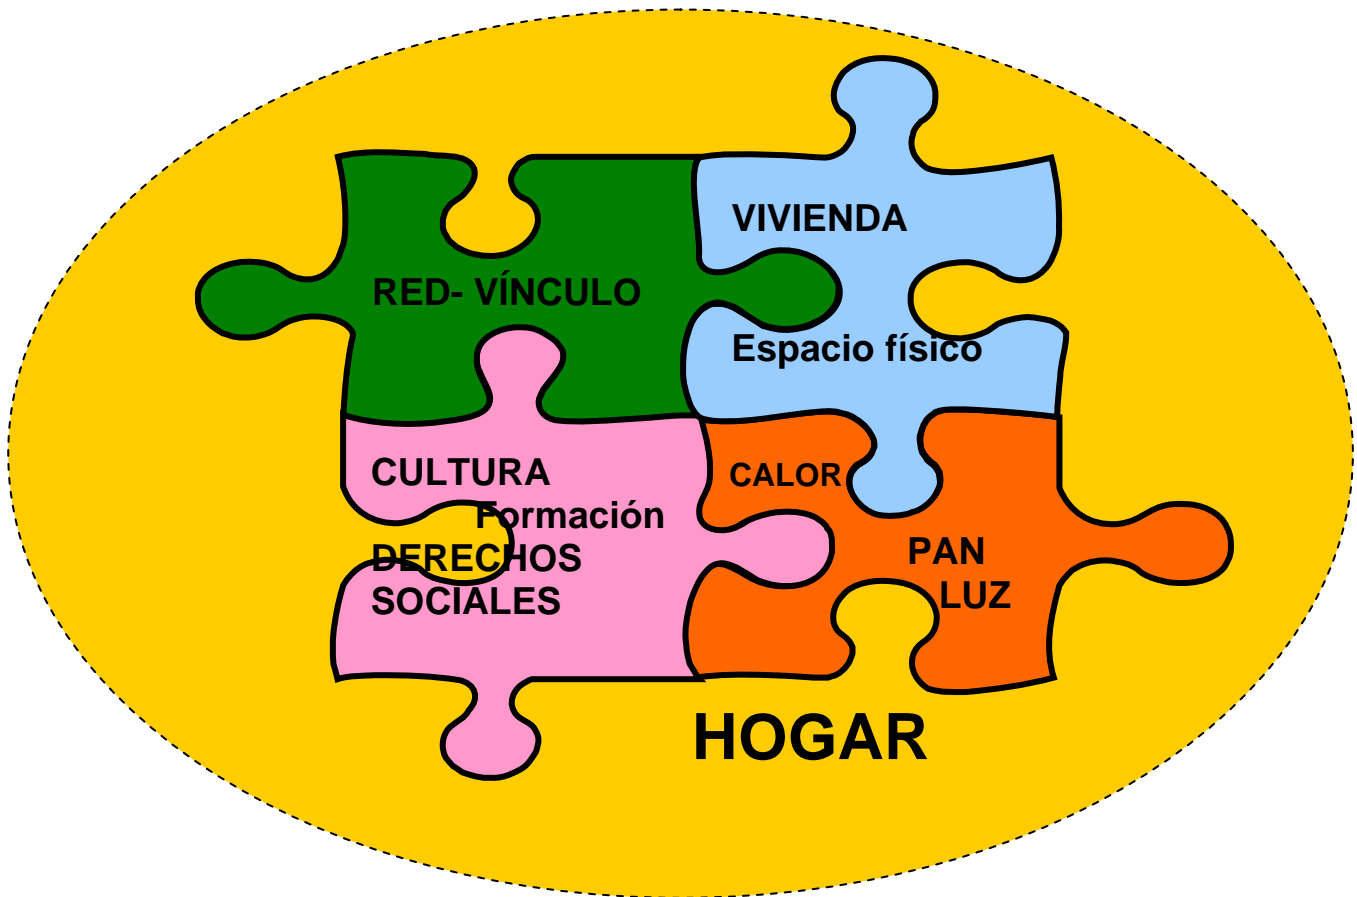 VIVIENDA
RED- VÍNCULO
Espacio físico
CULTURA
Formación
DERECHOS
SOCIALES
CALOR
PAN
LUZ
HOGAR